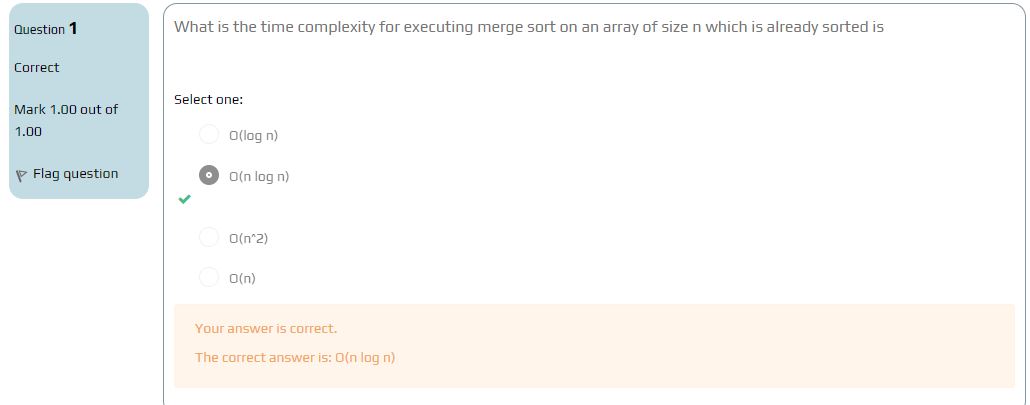 Question 1
Correct
Mark 1.00 out of
1.00
Flag question
What is the time complexity for executing merge sort on an array of size n which is already sorted is
Select one:
O(log n)
O(n log n)
O(n^2)
O(n)
Your answer is correct.
The correct answer is: O(n log n)